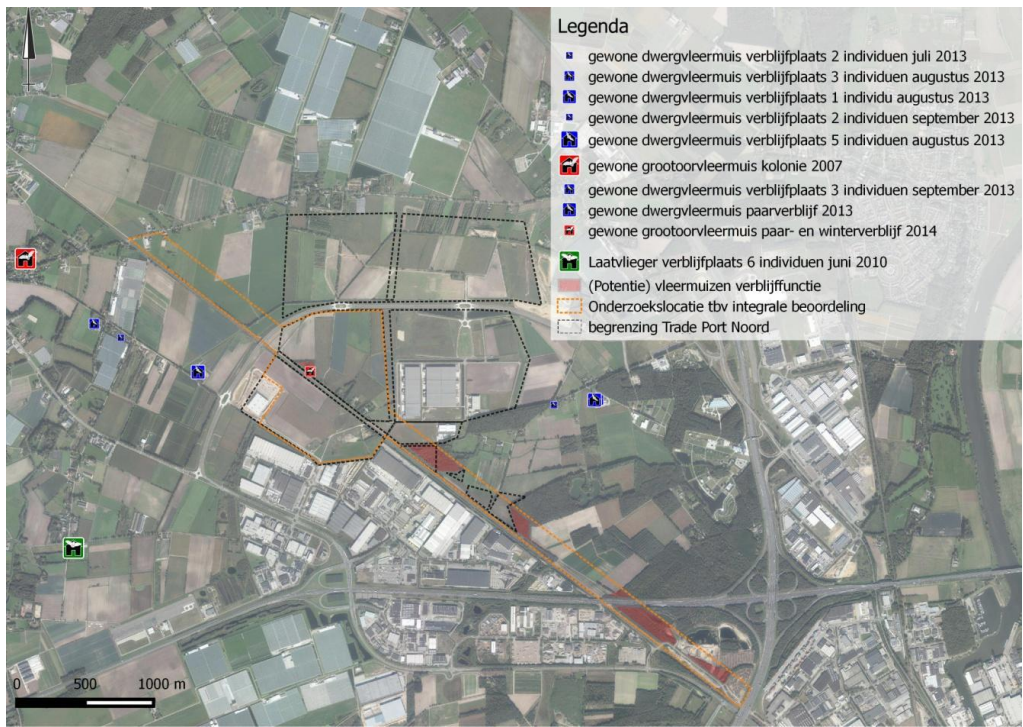 Legenda
gewone dwergvleermuis verblijfplaats 2 individuen juli 2013
gewone dwergvleermuis verblijfplaats 3 individuen augustus 2013
gewone dwergvleermuis verblijfplaats 1 individu augustus 2013
gewone dwergvleermuis verblijfplaats 2 individuen september 2013
gewone dwergvleermuis verblijfplaats 5 individuen augustus 2013
gewone grootoorvleermuis kolonie 2007
gewone dwergvleermuis verblijfplaats 3 individuen september 2013
gewone dwergvleermuis paarverblijf 2013
gewone grootoorvleermuis paar- en winterverblijf 2014
Laatvlieger verblijfplaats 6 individuen juni 2010
(Potentie) vleermuizen verblijffunctie
Onderzoekslocatie tbv integrale beoordeling
begrenzing Trade Port Noord
0 500 1000 m